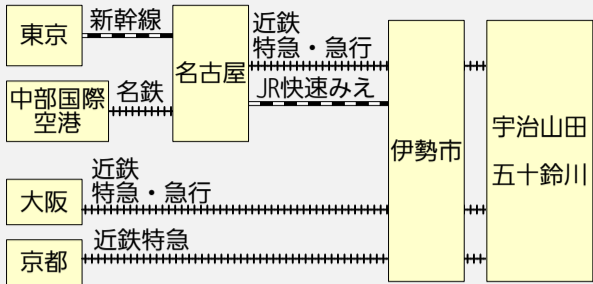 東京
新幹線
名古屋
近鉄
特急・急行
JR快速みえ
中部国際
空港
名鉄
伊勢市
宇治山田
五十鈴川
大阪
近鉄
特急・急行
京都
近鉄特急